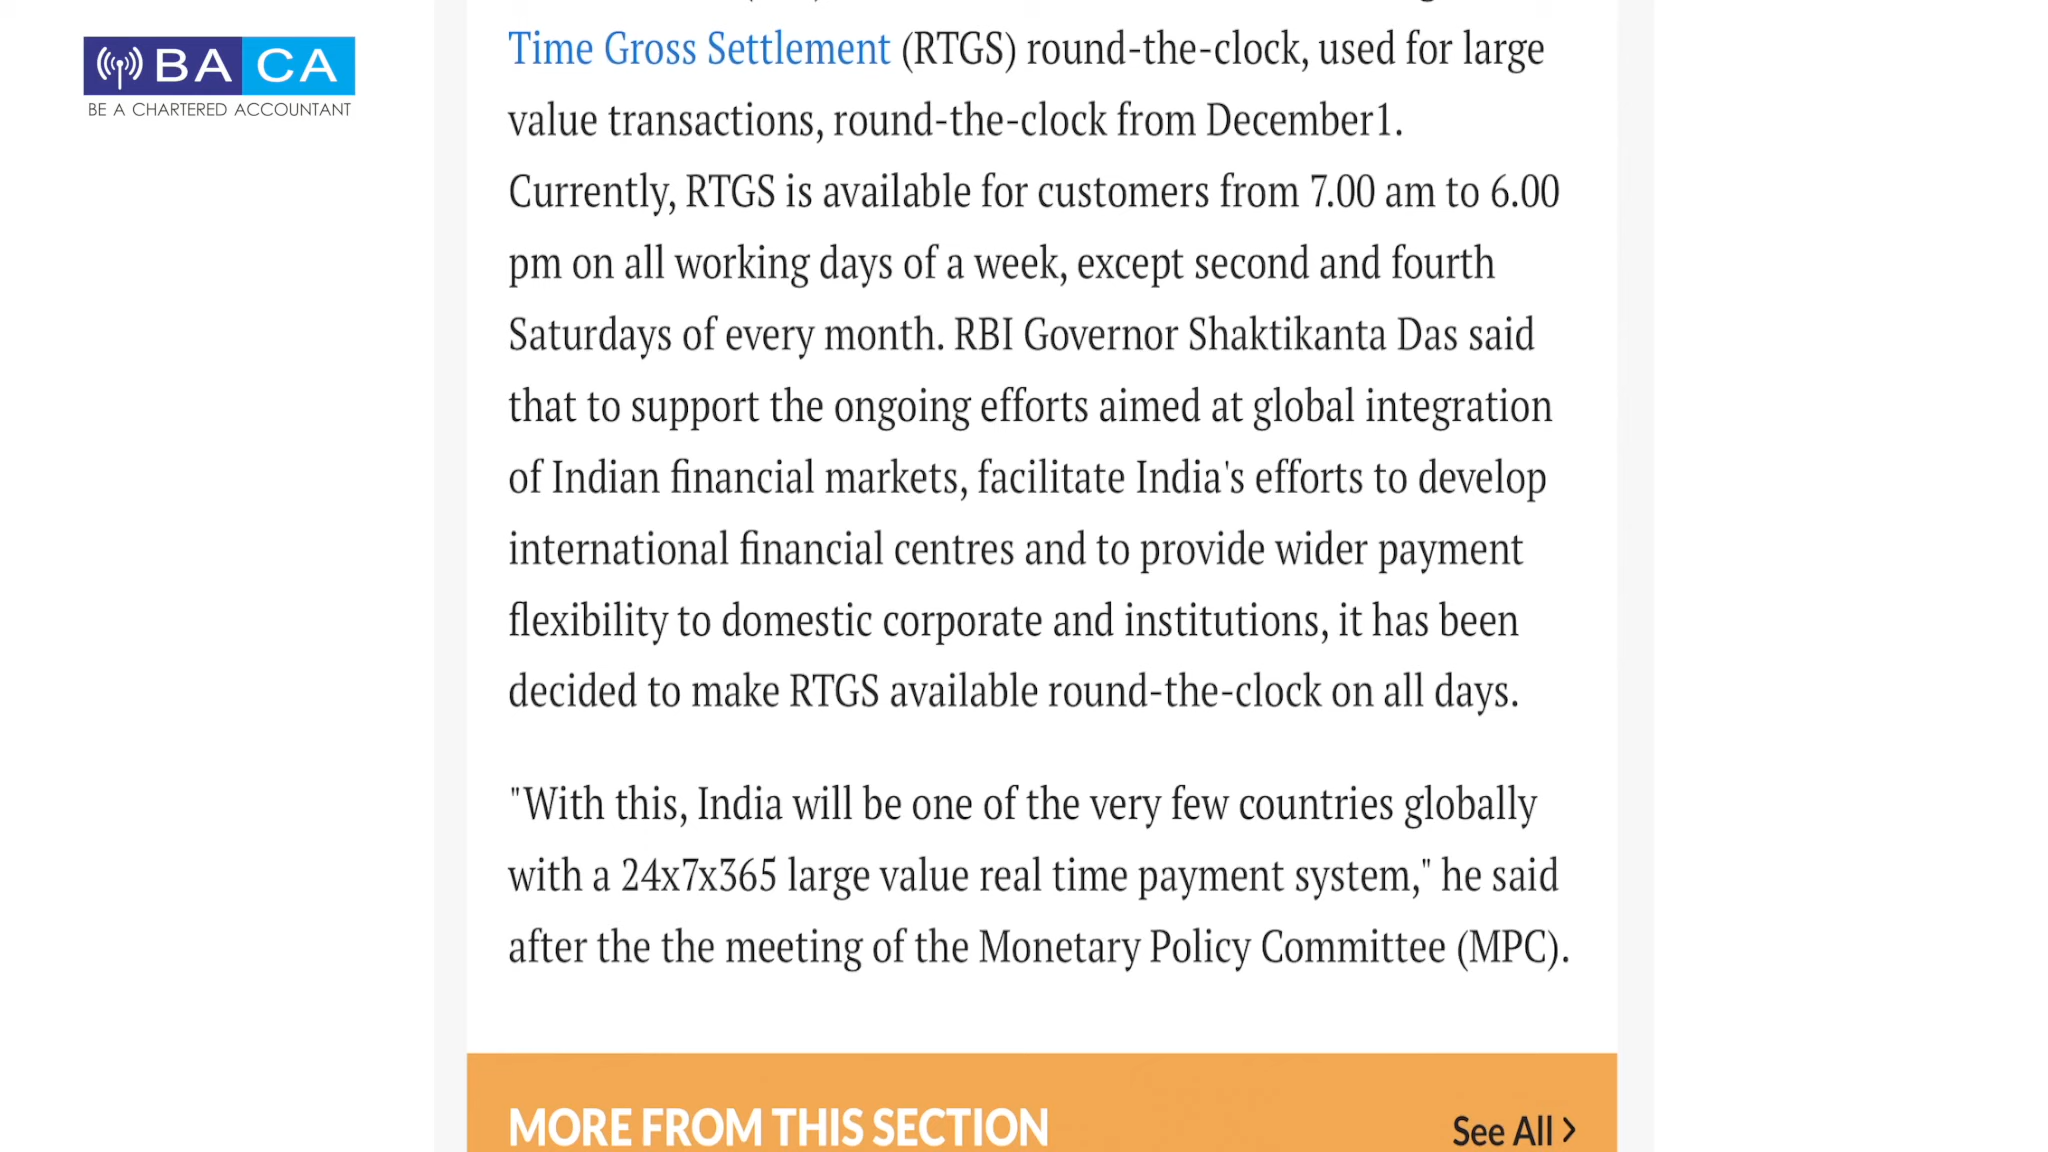 BA CA
BE A CHARTERED ACCOUNTANT
Time Gross Settlement (RTGS) round-the-clock, used for large
value transactions, round-the-clock from December1.
Currently, RTGS is available for customers from 7.00 am to 6.00
pm on all working days of a week, except second and fourth
Saturdays of every month. RBI Governor Shaktikanta Das said
that to support the ongoing efforts aimed at global integration
of Indian financial markets, facilitate India's efforts to develop
international financial centres and to provide wider payment
flexibility to domestic corporate and institutions, it has been
decided to make RTGS available round-the-clock on all days.
"With this, India will be one of the very few countries globally
with a 24x7x365 large value real time payment system," he said
after the the meeting of the Monetary Policy Committee (MPC).
MORE FROM THIS SECTION
See All >